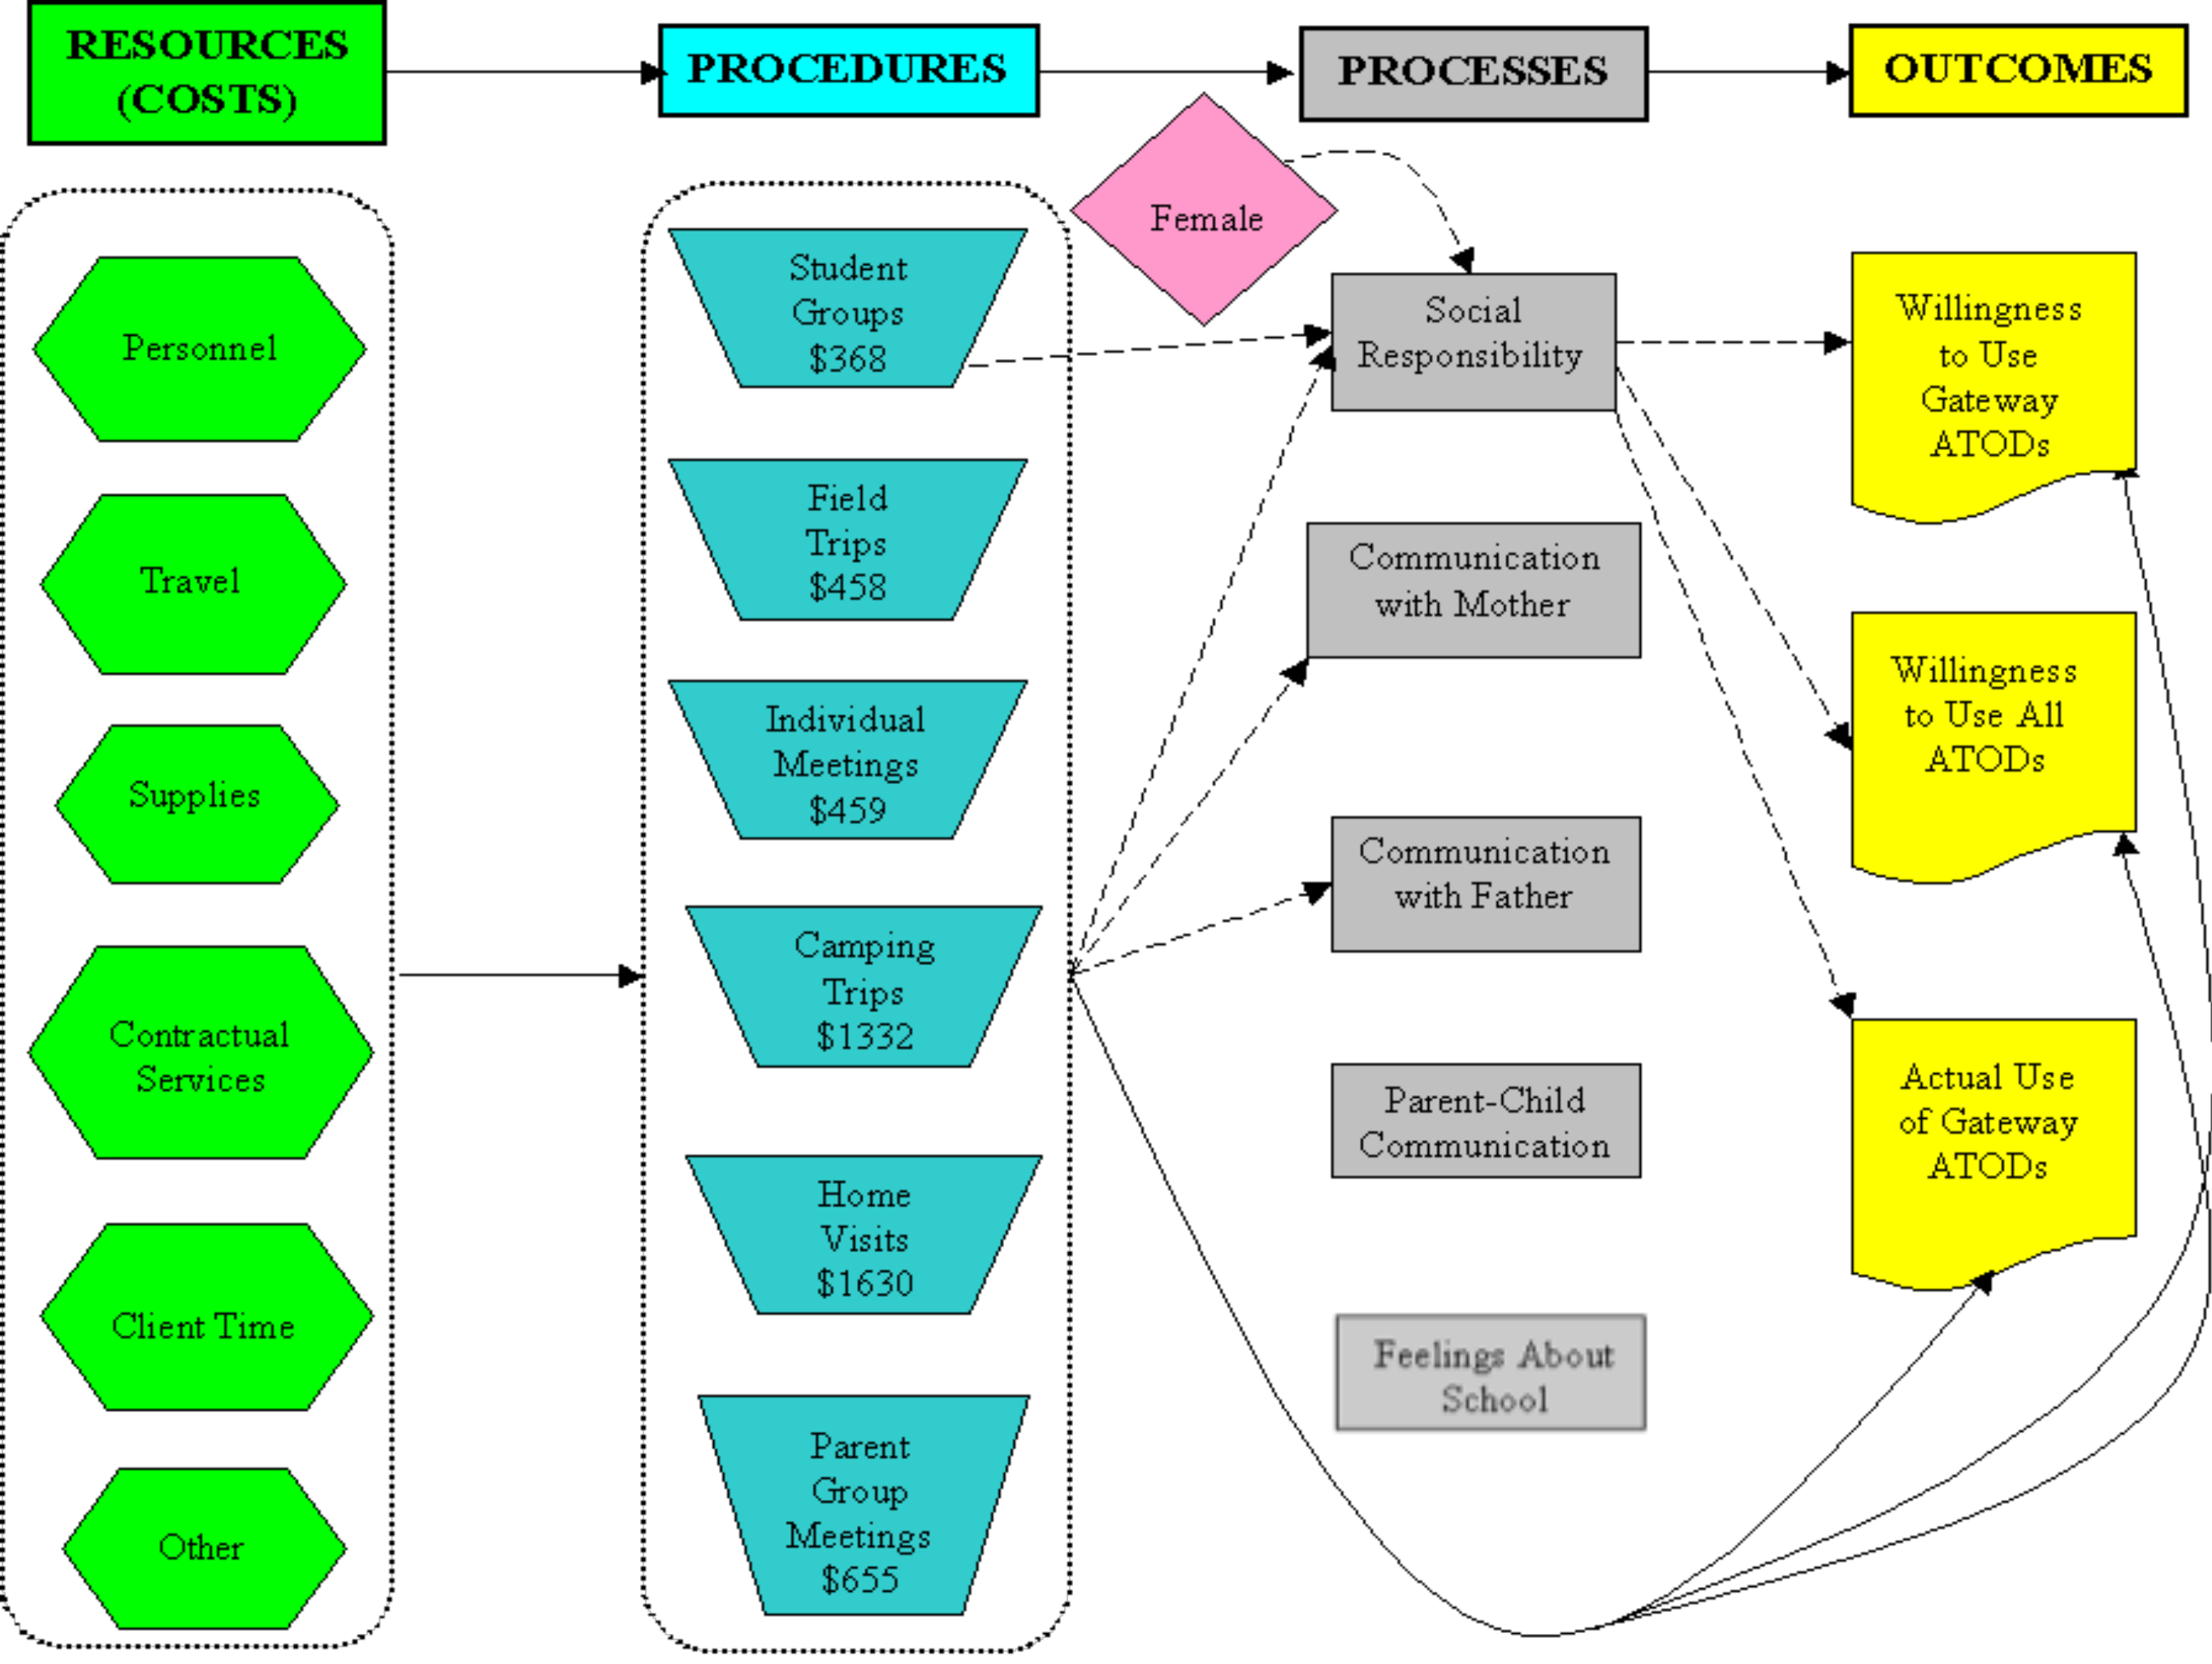 RESOURCES
(COSTS)
PROCEDURES
PROCESSES
OUTCOMES
Personnel
Travel
Supplies
Contractual
Services
Client Time
Other
Student
Groups
$368
Field
Trips
$458
Individual
Meetings
$459
Camping
Trips
$1332
Home
Visits
$1630
Parent
Group
Meetings
$655
Female
Social
Responsibility
Communication
with Mother
Communication
with Father
Parent-Child
Communication
Feelings About
School
Willingness
to Use
Gateway
ATODs
Willingness
to Use All
ATODs
Actual Use
of Gateway
ATODs